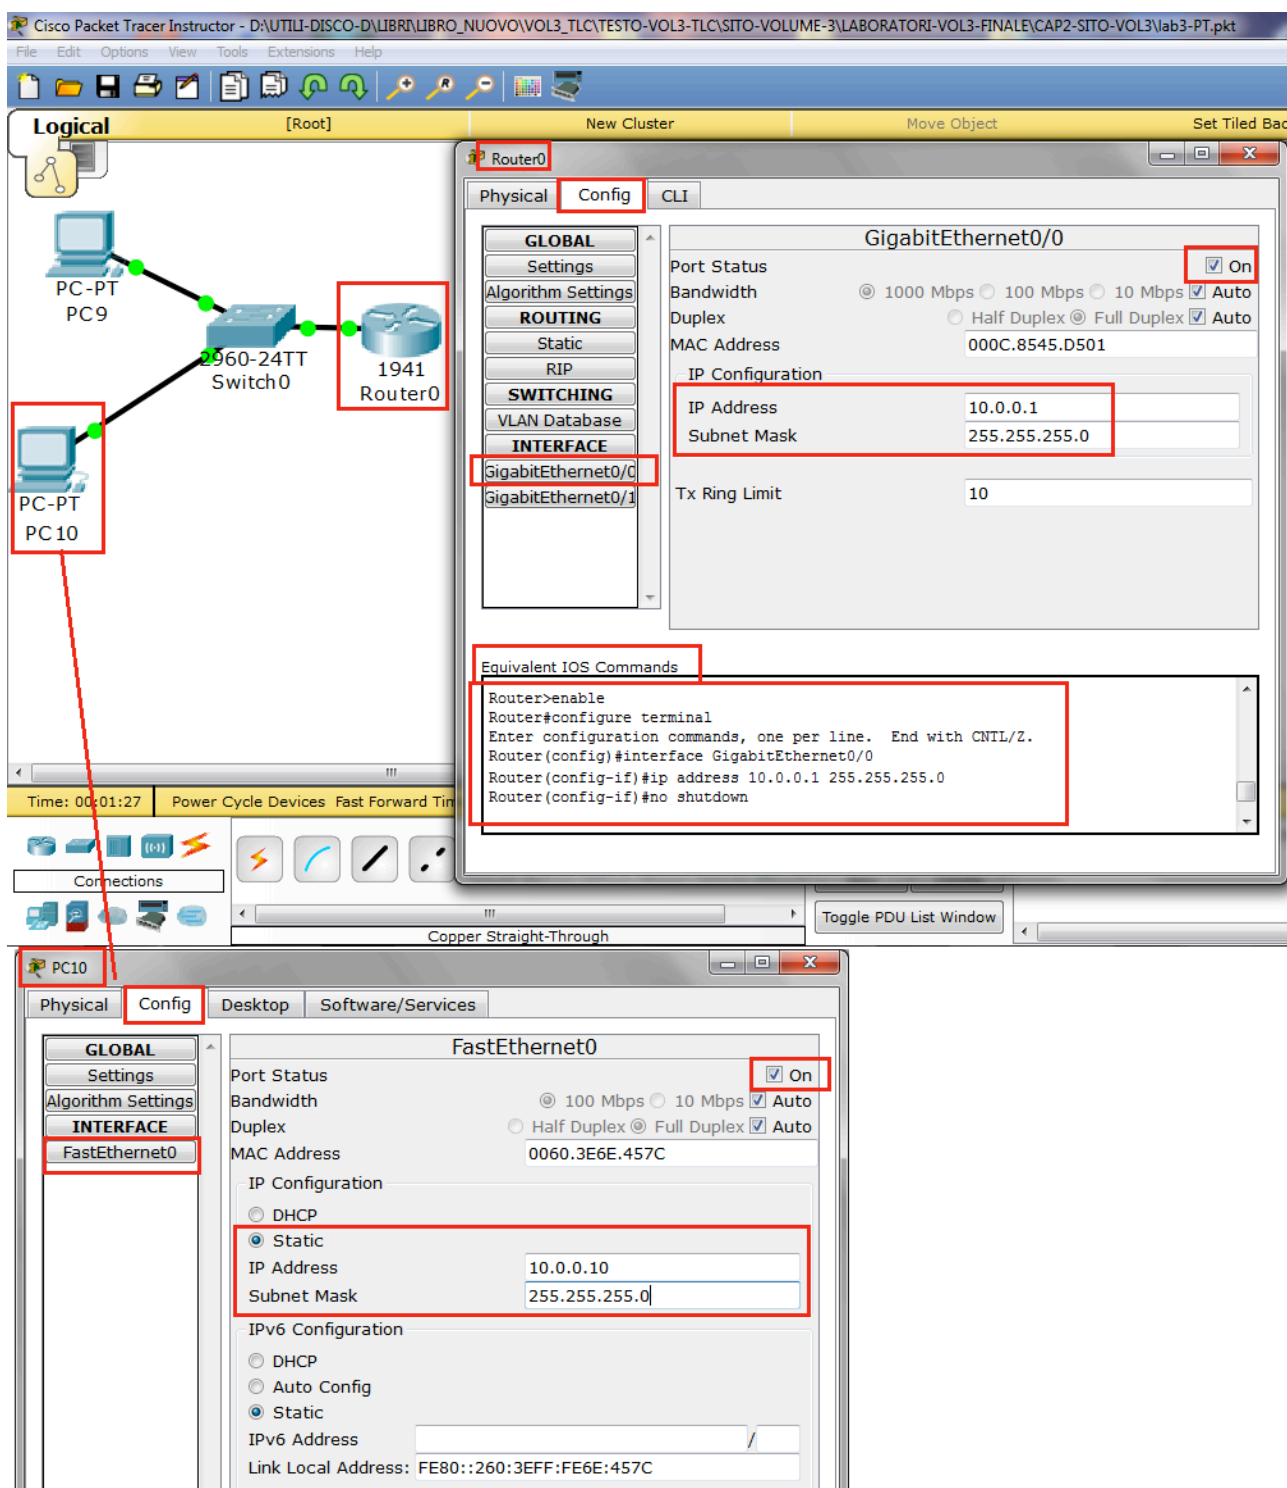 Cisco Packet Tracer Instructor - D:\UTILI-DISCO-D\LIBRI\LIBRO_NUOVO\VOL3_TLC\TESTO-VOL3-TLC\SITO-VOLUME-3\LABORATORI-VOL3-FINALE\CAP2-SITO-VOL3\lab3-PT.pkt
File Edit Options View Tools Extensions Help
Logical [Root] New Cluster Move Object Set Tiled Bac
PC-PT
PC9
2960-24TT
Switch0
1941
Router0
PC-PT
PC10
Router0
Physical Config CLI
GLOBAL
Settings
Algorithm Settings
ROUTING
Static
RIP
SWITCHING
VLAN Database
INTERFACE
GigabitEthernet0/0
GigabitEthernet0/1
GigabitEthernet0/0
Port Status On
Bandwidth 1000 Mbps 100 Mbps 10 Mbps Auto
Duplex Half Duplex Full Duplex Auto
MAC Address 000C.8545.D501
IP Configuration
IP Address 10.0.0.1
Subnet Mask 255.255.255.0
Tx Ring Limit 10
Equivalent IOS Commands
Router>enable
Router#configure terminal
Enter configuration commands, one per line. End with CNTL/Z.
Router(config)#interface GigabitEthernet0/0
Router(config-if)#ip address 10.0.0.1 255.255.255.0
Router(config-if)#no shutdown
Time: 00:01:27 Power Cycle Devices Fast Forward Tim
Connections
Copper Straight-Through
Toggle PDU List Window
PC10
Physical Config Desktop Software/Services
GLOBAL
Settings
Algorithm Settings
INTERFACE
FastEthernet0
FastEthernet0
Port Status On
Bandwidth 100 Mbps 10 Mbps Auto
Duplex Half Duplex Full Duplex Auto
MAC Address 0060.3E6E.457C
IP Configuration
DHCP
Static
IP Address 10.0.0.10
Subnet Mask 255.255.255.0
IPv6 Configuration
DHCP
Auto Config
Static
IPv6 Address /
Link Local Address: FE80::260:3EFF:FE6E:457C